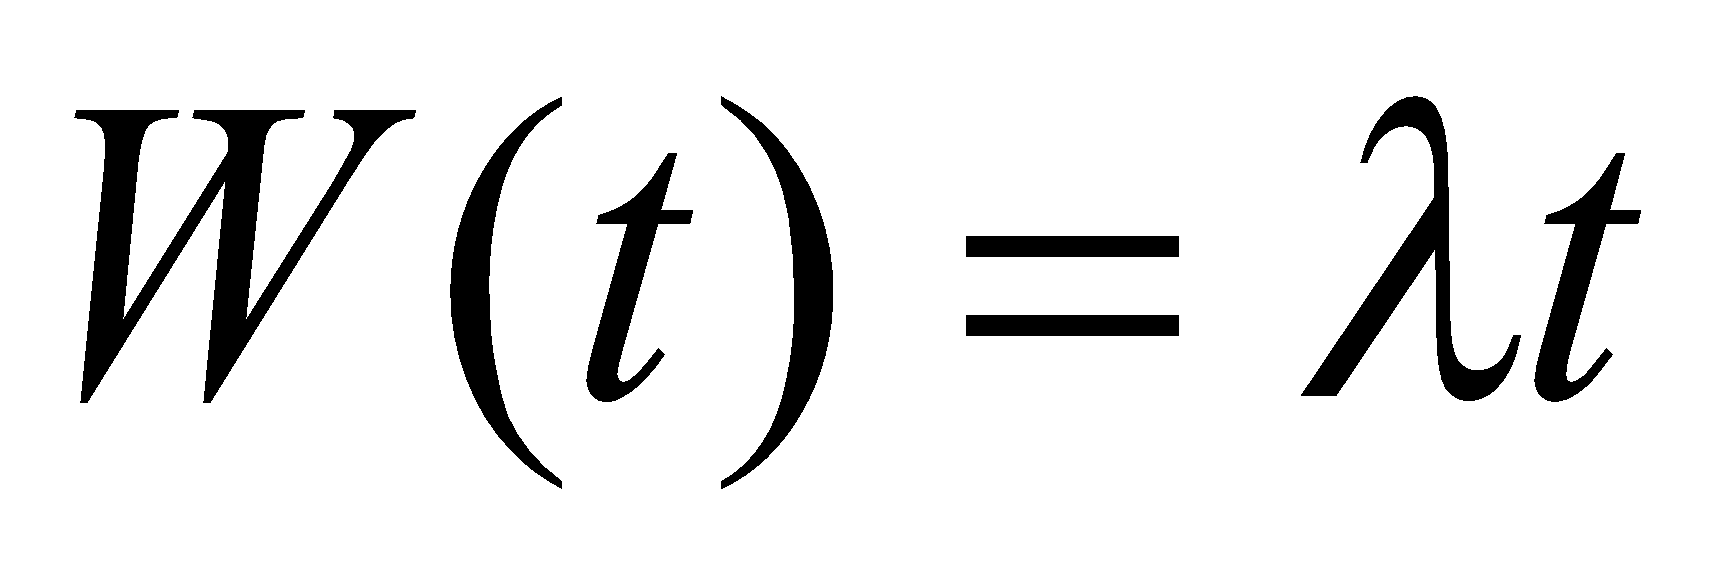 W(t) = λt